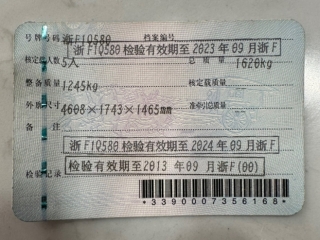 号牌号码 浙F1Q580 档案编号
浙F1Q580 检验有效期至2023年09月浙F
核定载人数 5人 总质量 1620kg
整备质量 1245kg 核定载质量
外廓尺寸 4608×1743×1465mm 准牵引总质量
备注
浙F1Q580 检验有效期至2024年09月浙F
检验记录 检验有效期至2013年09月浙F(00)
*3390007356168*